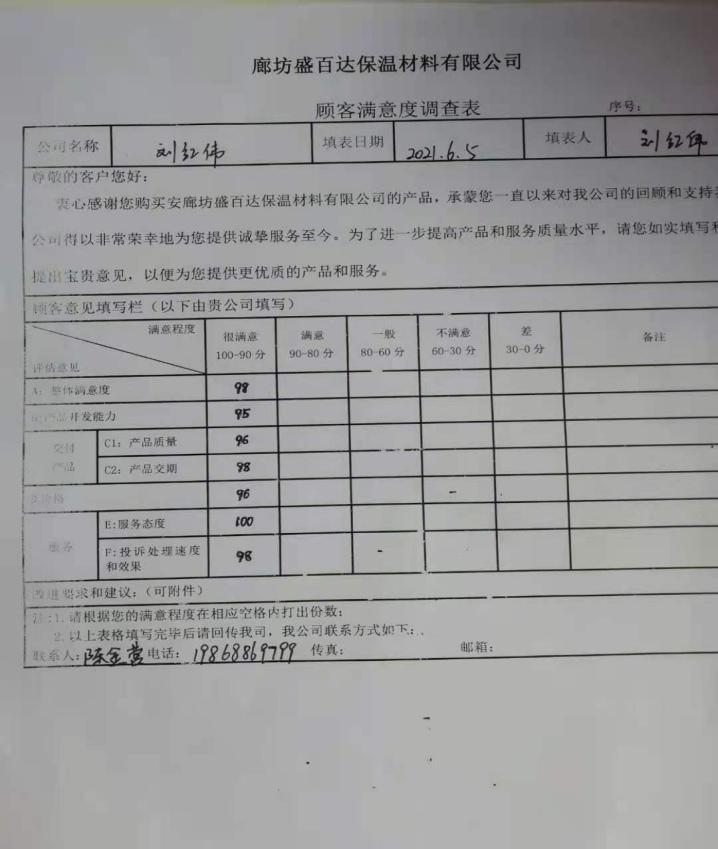 廊坊盛百达保温材料有限公司
顾客满意度调查表
序号：
公司名称 刘红伟 填表日期 2021.6.5 填表人 刘红伟
尊敬的客户您好：
衷心感谢您购买安廊坊盛百达保温材料有限公司的产品，承蒙您一直以来对我公司的回顾和支持
公司得以非常荣幸地为您提供诚挚服务至今。为了进一步提高产品和服务质量水平，请您如实填写和
提出宝贵意见，以便为您提供更优质的产品和服务。
顾客意见填写栏（以下由贵公司填写）
满意程度 很满意 满意 一般 不满意 差 备注
100-90 分 90-80 分 80-60 分 60-30 分 30-0 分
评估意见
A：整体满意度 98
产品开发能力 95
交付 C1：产品质量 96
产品 C2：产品交期 98
价格 96
服务 E:服务态度 100
F:投诉处理速度 98
和效果
改进要求和建议：（可附件）
注:1.请根据您的满意程度在相应空格内打出份数；
2.以上表格填写完毕后请回传我司，我公司联系方式如下：
联系人：陈金营 电话：19868869799 传真： 邮箱：